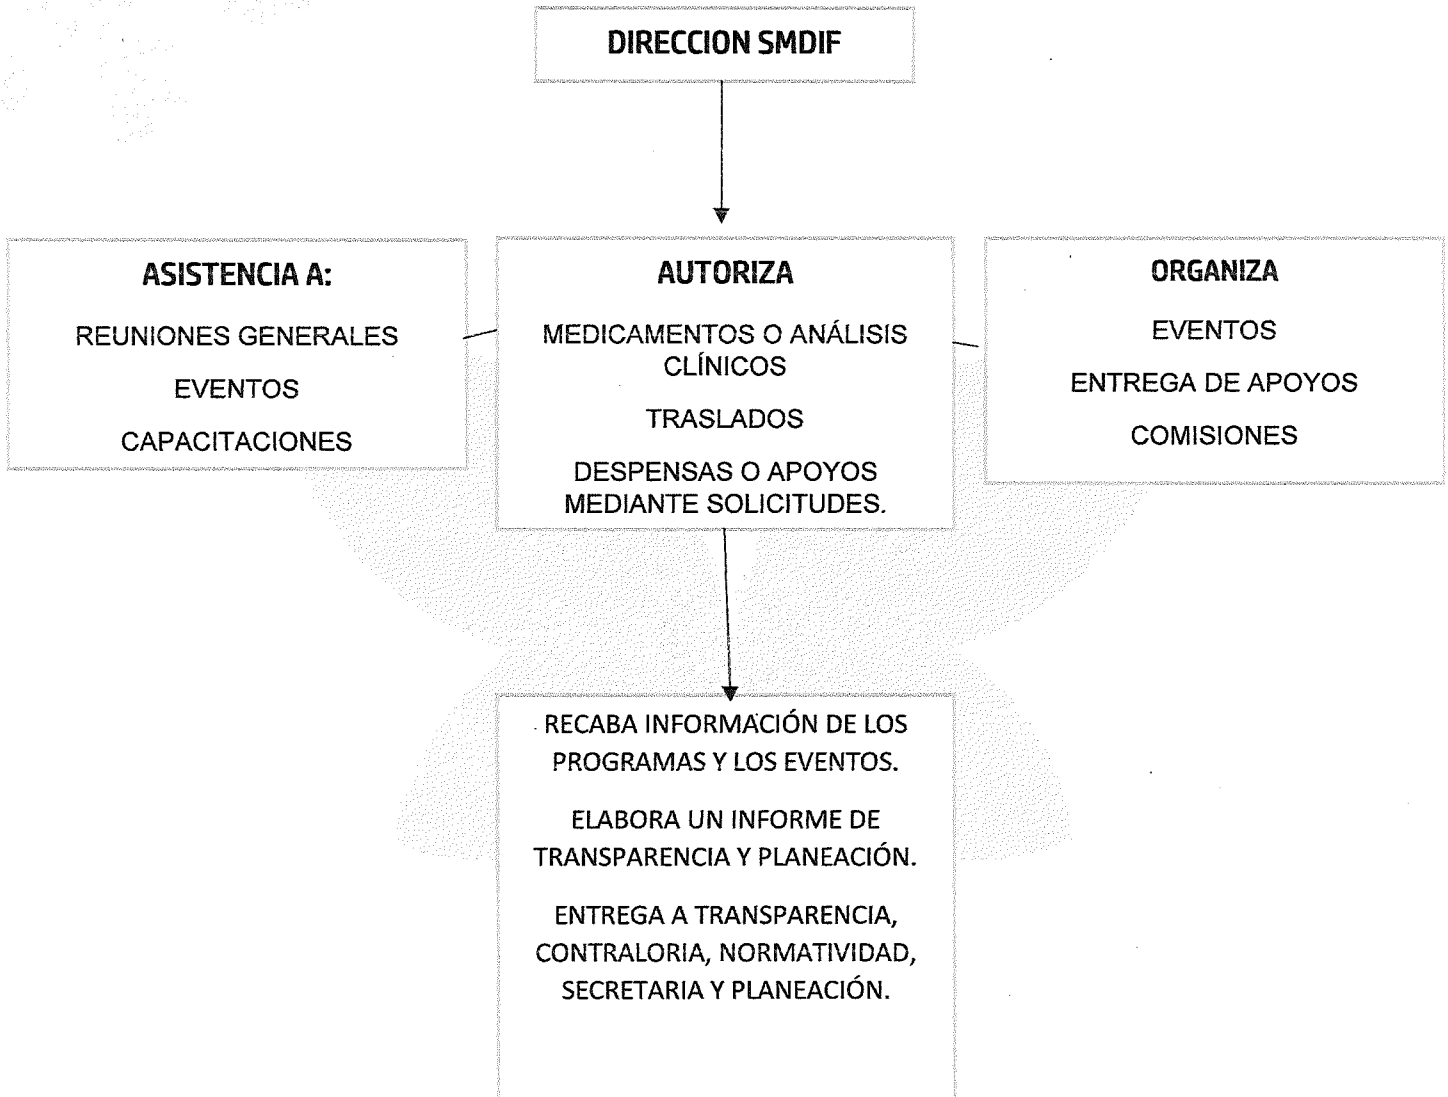 DIRECCION SMDIF
ASISTENCIA A:
REUNIONES GENERALES
EVENTOS
CAPACITACIONES
AUTORIZA
MEDICAMENTOS O ANÁLISIS
CLÍNICOS
TRASLADOS
DESPENSAS O APOYOS
MEDIANTE SOLICITUDES.
ORGANIZA
EVENTOS
ENTREGA DE APOYOS
COMISIONES
RECABA INFORMACIÓN DE LOS
PROGRAMAS Y LOS EVENTOS.
ELABORA UN INFORME DE
TRANSPARENCIA Y PLANEACIÓN.
ENTREGA A TRANSPARENCIA,
CONTRALORIA, NORMATIVIDAD,
SECRETARIA Y PLANEACIÓN.